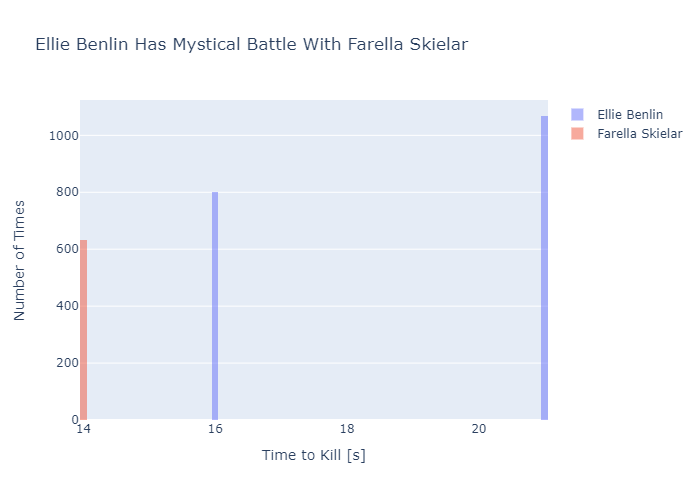 Ellie Benlin Has Mystical Battle With Farella Skielar
Ellie Benlin
Farella Skielar
Number of Times
1000
800
600
400
200
0
14 16 18 20
Time to Kill [s]